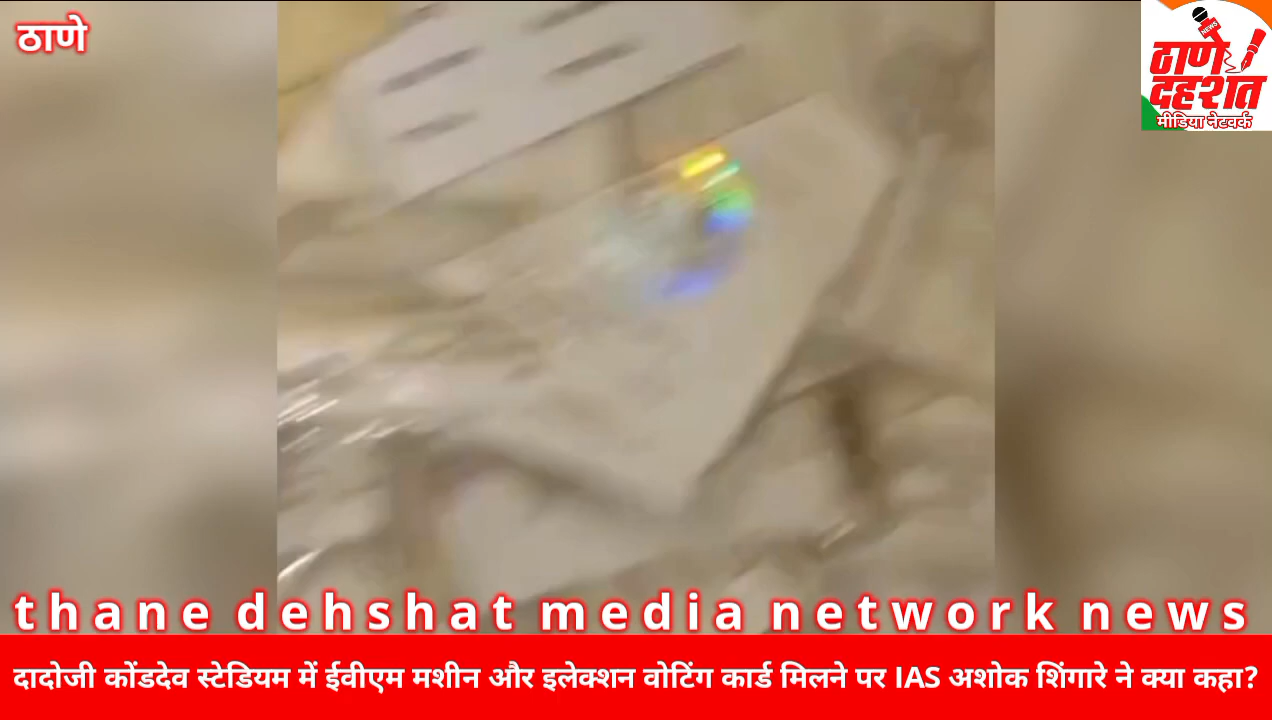 ठाणे
NEWS
ठाणे
दहशत
मीडिया नेटवर्क
thane dehshat media network news
दादोजी कोंडदेव स्टेडियम में ईवीएम मशीन और इलेक्शन वोटिंग कार्ड मिलने पर IAS अशोक शिंगारे ने क्या कहा?